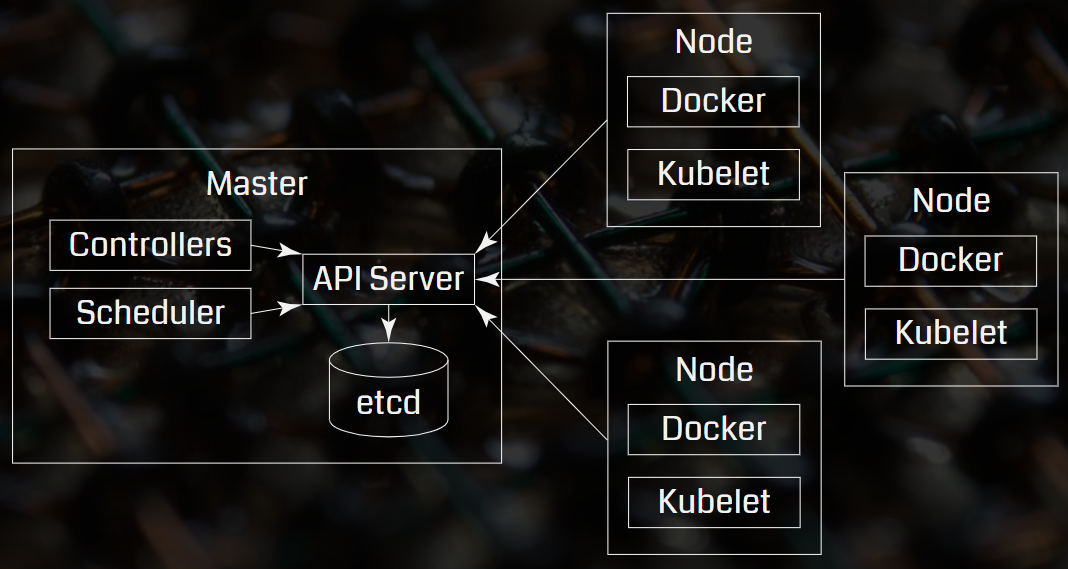 Master
Controllers
Scheduler
API Server
etcd
Node
Docker
Kubelet
Node
Docker
Kubelet
Node
Docker
Kubelet